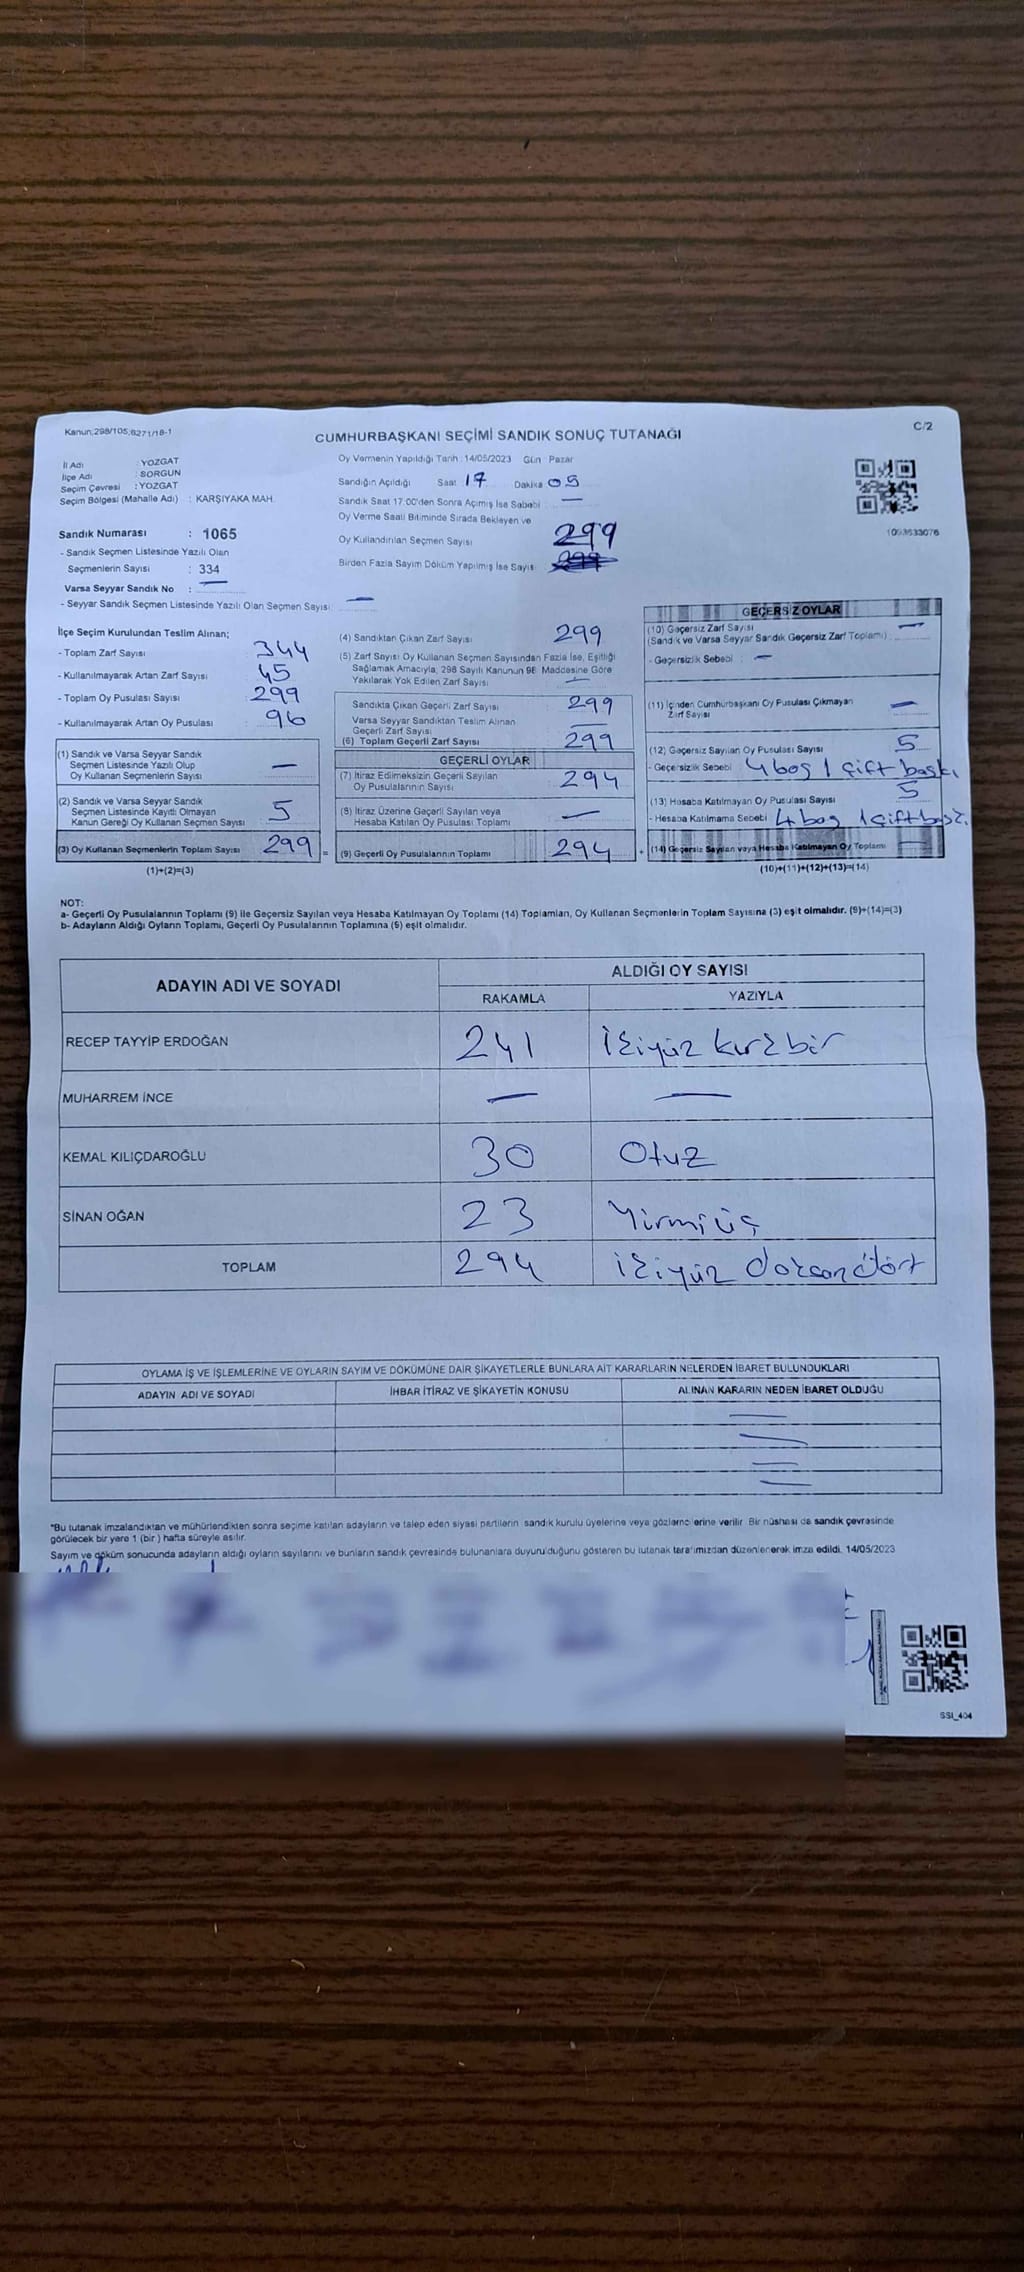 Kanun;298/105;6271/18-1
C/2
CUMHURBAŞKANI SEÇİMİ SANDIK SONUÇ TUTANAĞI
İl Adı : YOZGAT
İlçe Adı : SORGUN
Seçim Çevresi : YOZGAT
Seçim Bölgesi (Mahalle Adı) : KARŞIYAKA MAH.
Oy Vermenin Yapıldığı Tarih :14/05/2023 Gün : Pazar
Sandığın Açıldığı Saat 17 Dakika 05
Sandık Saat 17:00'den Sonra Açımış İse Sebebi : —
Oy Verme Saati Bitiminde Sırada Bekleyen ve
Oy Kullandırılan Seçmen Sayısı 299
Birden Fazla Sayım Döküm Yapılmış İse Sayısı
1093633076
Sandık Numarası : 1065
- Sandık Seçmen Listesinde Yazılı Olan
Seçmenlerin Sayısı : 334
Varsa Seyyar Sandık No : —
- Seyyar Sandık Seçmen Listesinde Yazılı Olan Seçmen Sayısı: —
İlçe Seçim Kurulundan Teslim Alınan;
- Toplam Zarf Sayısı : 344
- Kullanılmayarak Artan Zarf Sayısı : 45
- Toplam Oy Pusulası Sayısı : 299
- Kullanılmayarak Artan Oy Pusulası : 96
(1) Sandık ve Varsa Seyyar Sandık
Seçmen Listesinde Yazılı Olup
Oy Kullanan Seçmenlerin Sayısı —
(2) Sandık ve Varsa Seyyar Sandık
Seçmen Listesinde Kayıtlı Olmayan
Kanun Gereği Oy Kullanan Seçmen Sayısı 5
(3) Oy Kullanan Seçmenlerin Toplam Sayısı 299 =
(1)+(2)=(3)
(4) Sandıktan Çıkan Zarf Sayısı 299
(5) Zarf Sayısı Oy Kullanan Seçmen Sayısından Fazla İse, Eşitliği
Sağlamak Amacıyla, 298 Sayılı Kanunun 98. Maddesine Göre
Yakılarak Yok Edilen Zarf Sayısı —
Sandıkta Çıkan Geçerli Zarf Sayısı 299
Varsa Seyyar Sandıktan Teslim Alınan
Geçerli Zarf Sayısı —
(6) Toplam Geçerli Zarf Sayısı 299
GEÇERLİ OYLAR
(7) İtiraz Edilmeksizin Geçerli Sayılan
Oy Pusulalarının Sayısı 294
(8) İtiraz Üzerine Geçerli Sayılan veya
Hesaba Katılan Oy Pusulası Toplamı —
(9) Geçerli Oy Pusulalarının Toplamı 294 +
GEÇERSİZ OYLAR
(10) Geçersiz Zarf Sayısı
(Sandık ve Varsa Seyyar Sandık Geçersiz Zarf Toplamı) —
- Geçersizlik Sebebi : —
(11) İçinden Cumhurbaşkanı Oy Pusulası Çıkmayan
Zarf Sayısı —
(12) Geçersiz Sayılan Oy Pusulası Sayısı 5
- Geçersizlik Sebebi 4 boş 1 çift baskı
(13) Hesaba Katılmayan Oy Pusulası Sayısı 5
- Hesaba Katılmama Sebebi 4 boş 1 çift baskı
(14) Geçersiz Sayılan veya Hesaba Katılmayan Oy Toplamı —
(10)+(11)+(12)+(13)=(14)
NOT:
a- Geçerli Oy Pusulalarının Toplamı (9) ile Geçersiz Sayılan veya Hesaba Katılmayan Oy Toplamı (14) Toplamları, Oy Kullanan Seçmenlerin Toplam Sayısına (3) eşit olmalıdır. (9)+(14)=(3)
b- Adayların Aldığı Oyların Toplamı, Geçerli Oy Pusulalarının Toplamına (9) eşit olmalıdır.
ADAYIN ADI VE SOYADI
ALDIĞI OY SAYISI
RAKAMLA YAZIYLA
RECEP TAYYİP ERDOĞAN 241 ikiyüz kırkbir
MUHARREM İNCE — —
KEMAL KILIÇDAROĞLU 30 Otuz
SİNAN OĞAN 23 Yirmiüç
TOPLAM 294 ikiyüz doksandört
OYLAMA İŞ VE İŞLEMLERİNE VE OYLARIN SAYIM VE DÖKÜMÜNE DAİR ŞİKAYETLERLE BUNLARA AİT KARARLARIN NELERDEN İBARET BULUNDUKLARI
ADAYIN ADI VE SOYADI İHBAR İTİRAZ VE ŞİKAYETİN KONUSU ALINAN KARARIN NEDEN İBARET OLDUĞU
—
—
—
—
*Bu tutanak imzalandıktan ve mühürlendikten sonra seçime katılan adayların ve talep eden siyasi partilerin sandık kurulu üyelerine veya gözlemcilerine verilir. Bir nüshası da sandık çevresinde
görülecek bir yere 1 (bir) hafta süreyle asılır.
Sayım ve döküm sonucunda adayların aldığı oyların sayılarını ve bunların sandık çevresinde bulunanlara duyurulduğunu gösteren bu tutanak tarafımızdan düzenlenerek imza edildi. 14/05/2023
SSI_404